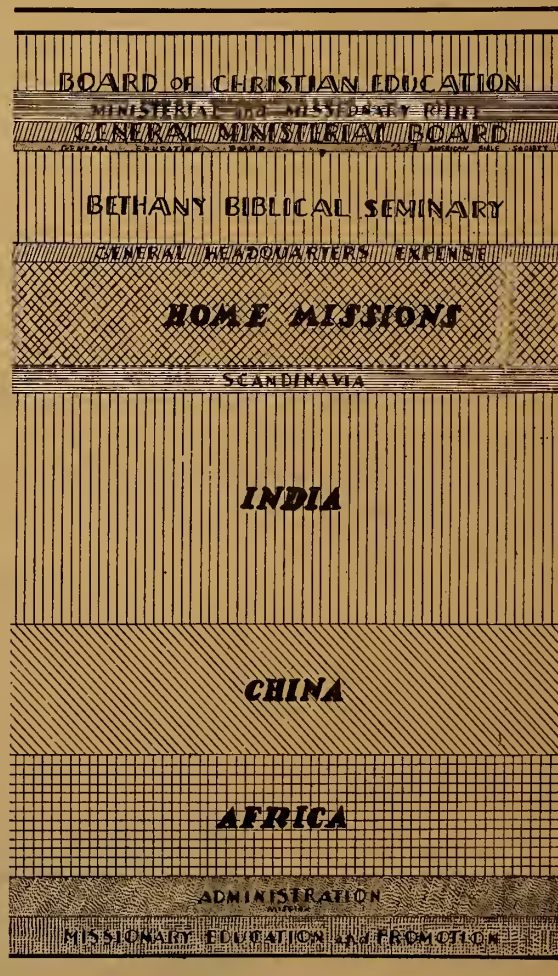 BOARD OF CHRISTIAN EDUCATION
MINISTERIAL and MISSIONARY RELIEF
GENERAL MINISTERIAL BOARD
GENERAL EDUCATION BOARD AMERICAN BIBLE SOCIETY
BETHANY BIBLICAL SEMINARY
GENERAL HEADQUARTERS EXPENSE
HOME MISSIONS
SCANDINAVIA
INDIA
CHINA
AFRICA
ADMINISTRATION
MISSION
MISSIONARY EDUCATION and PROMOTION